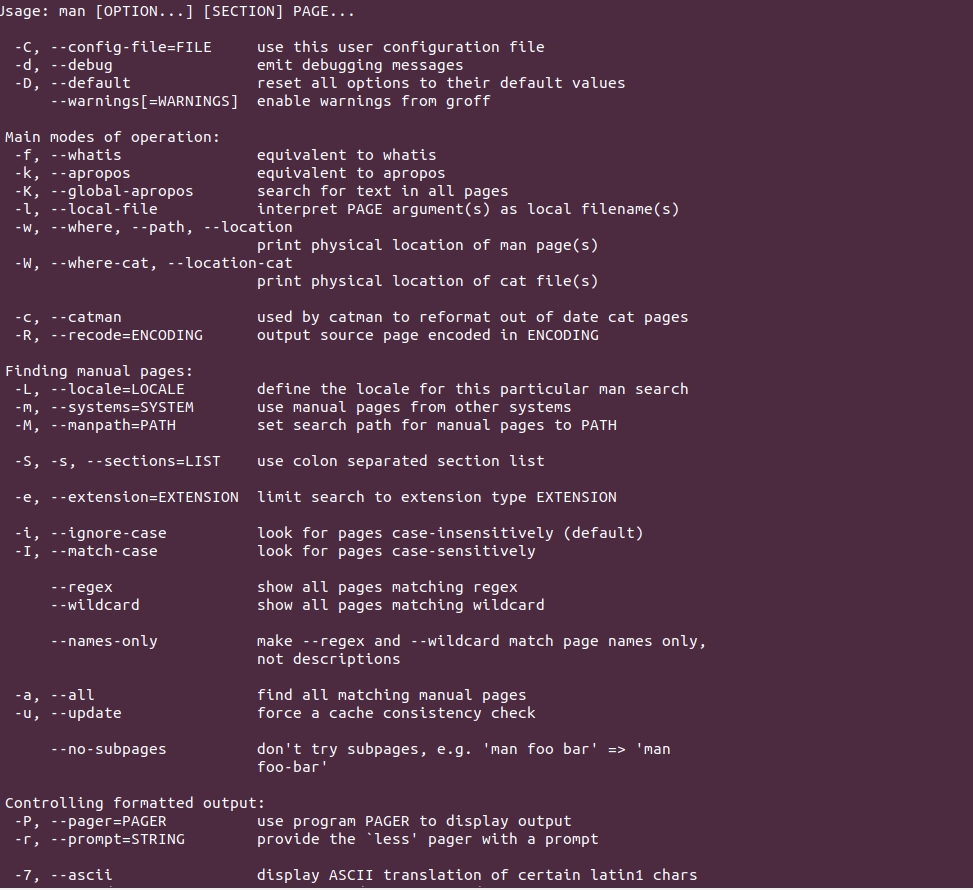 Usage: man [OPTION...] [SECTION] PAGE...
-C, --config-file=FILE     use this user configuration file
-d, --debug                emit debugging messages
-D, --default              reset all options to their default values
    --warnings[=WARNINGS]  enable warnings from groff
Main modes of operation:
-f, --whatis               equivalent to whatis
-k, --apropos              equivalent to apropos
-K, --global-apropos       search for text in all pages
-l, --local-file           interpret PAGE argument(s) as local filename(s)
-w, --where, --path, --location
                           print physical location of man page(s)
-W, --where-cat, --location-cat
                           print physical location of cat file(s)
-c, --catman               used by catman to reformat out of date cat pages
-R, --recode=ENCODING      output source page encoded in ENCODING
Finding manual pages:
-L, --locale=LOCALE        define the locale for this particular man search
-m, --systems=SYSTEM       use manual pages from other systems
-M, --manpath=PATH         set search path for manual pages to PATH
-S, -s, --sections=LIST    use colon separated section list
-e, --extension=EXTENSION  limit search to extension type EXTENSION
-i, --ignore-case          look for pages case-insensitively (default)
-I, --match-case           look for pages case-sensitively
    --regex                show all pages matching regex
    --wildcard             show all pages matching wildcard
    --names-only           make --regex and --wildcard match page names only,
                           not descriptions
-a, --all                  find all matching manual pages
-u, --update               force a cache consistency check
    --no-subpages          don't try subpages, e.g. 'man foo bar' => 'man
                           foo-bar'
Controlling formatted output:
-P, --pager=PAGER          use program PAGER to display output
-r, --prompt=STRING        provide the `less' pager with a prompt
-7, --ascii                display ASCII translation of certain latin1 chars